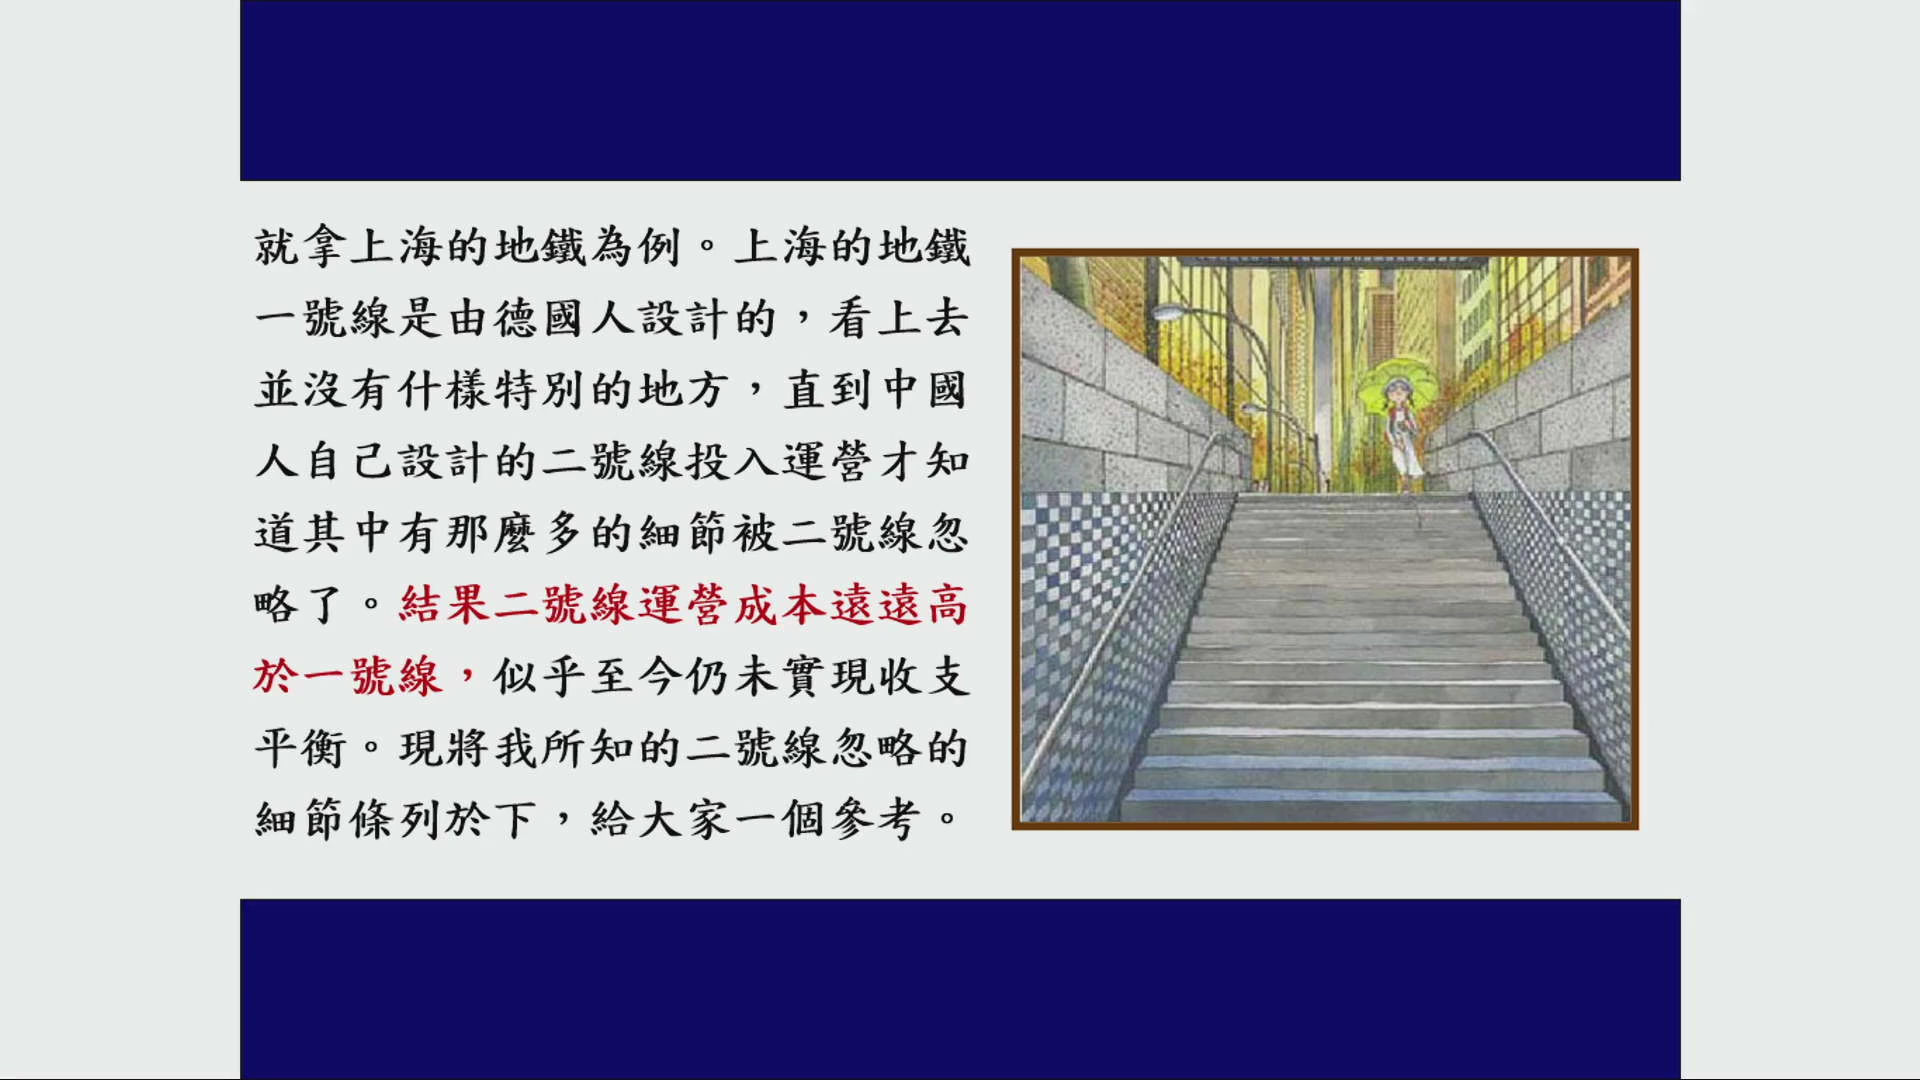 就拿上海的地鐵為例。上海的地鐵
一號線是由德國人設計的，看上去
並沒有什樣特別的地方，直到中國
人自己設計的二號線投入運營才知
道其中有那麼多的細節被二號線忽
略了。結果二號線運營成本遠遠高
於一號線，似乎至今仍未實現收支
平衡。現將我所知的二號線忽略的
細節條列於下，給大家一個參考。